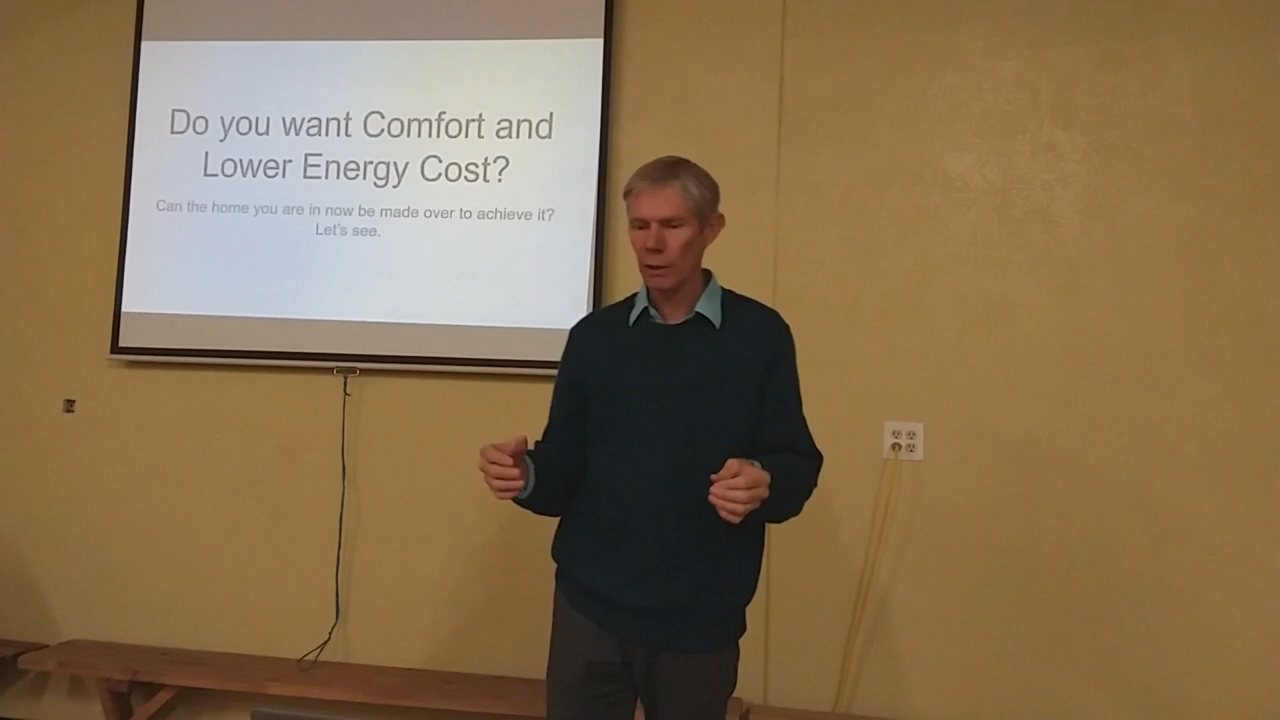 Do you want Comfort and
Lower Energy Cost?
Can the home you are in now be made over to achieve it?
Let's see.